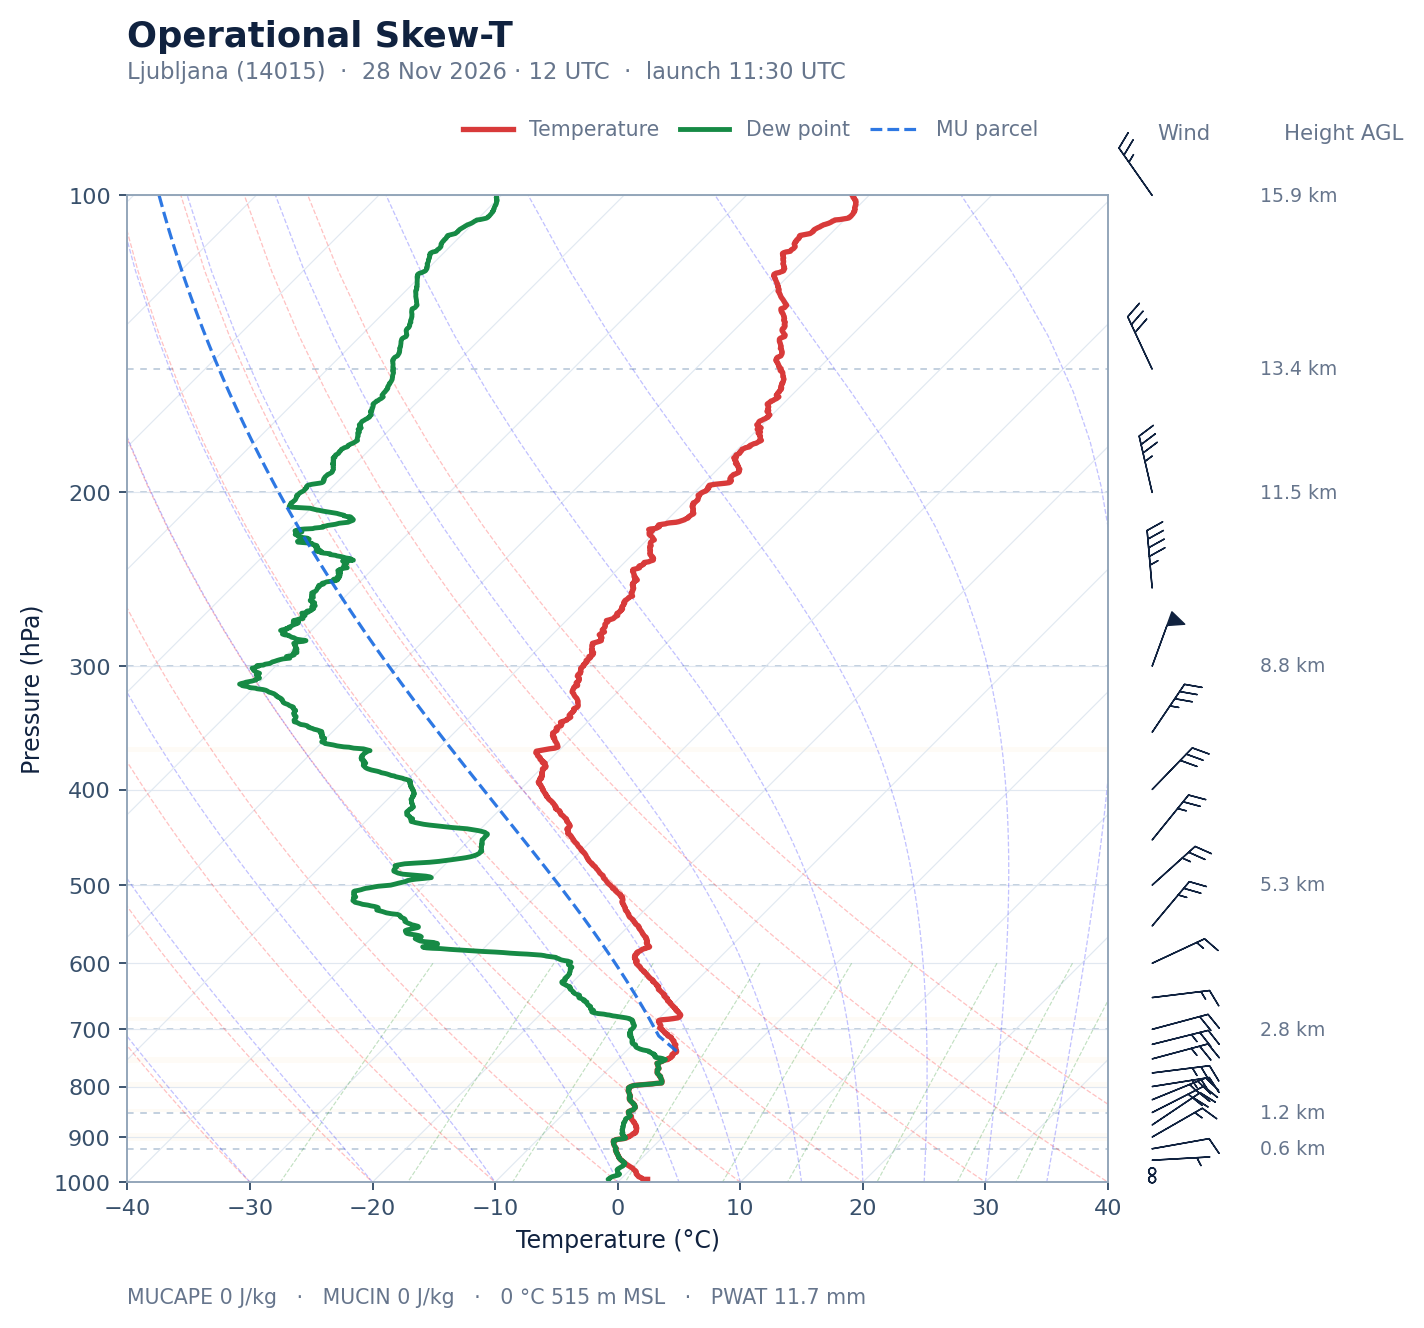 Operational Skew-T
Ljubljana (14015)  ·  28 Nov 2026 · 12 UTC  ·  launch 11:30 UTC
Temperature  Dew point  MU parcel  Wind  Height AGL
100  15.9 km
13.4 km
200  11.5 km
300  8.8 km
400
500  5.3 km
600
700  2.8 km
800
1.2 km
900
0.6 km
1000
Pressure (hPa)
−40  −30  −20  −10  0  10  20  30  40
Temperature (°C)
MUCAPE 0 J/kg  ·  MUCIN 0 J/kg  ·  0 °C 515 m MSL  ·  PWAT 11.7 mm